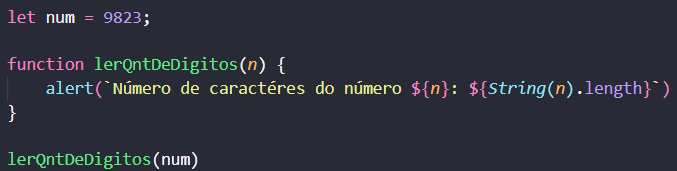 let num = 9823;
function lerQntDeDigitos(n) {
alert(`Número de caractéres do número ${n}: ${String(n).length}`)
}
lerQntDeDigitos(num)